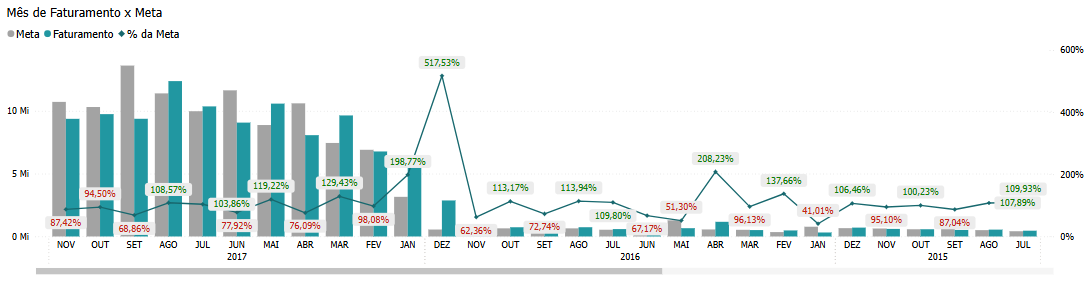 Mês de Faturamento x Meta
Meta Faturamento % da Meta
600%
517,53%
10 Mi 400%
208,23%
198,77%
5 Mi 94,50% 108,57% 103,86% 119,22% 129,43% 113,17% 113,94% 137,66% 106,46% 100,23% 109,93% 200%
87,42% 68,86% 77,92% 76,09% 98,08% 62,36% 72,74% 109,80% 67,17% 51,30% 96,13% 41,01% 95,10% 87,04% 107,89%
0 Mi 0%
NOV OUT SET AGO JUL JUN MAI ABR MAR FEV JAN DEZ NOV OUT SET AGO JUL JUN MAI ABR MAR FEV JAN DEZ NOV OUT SET AGO JUL
2017 2016 2015